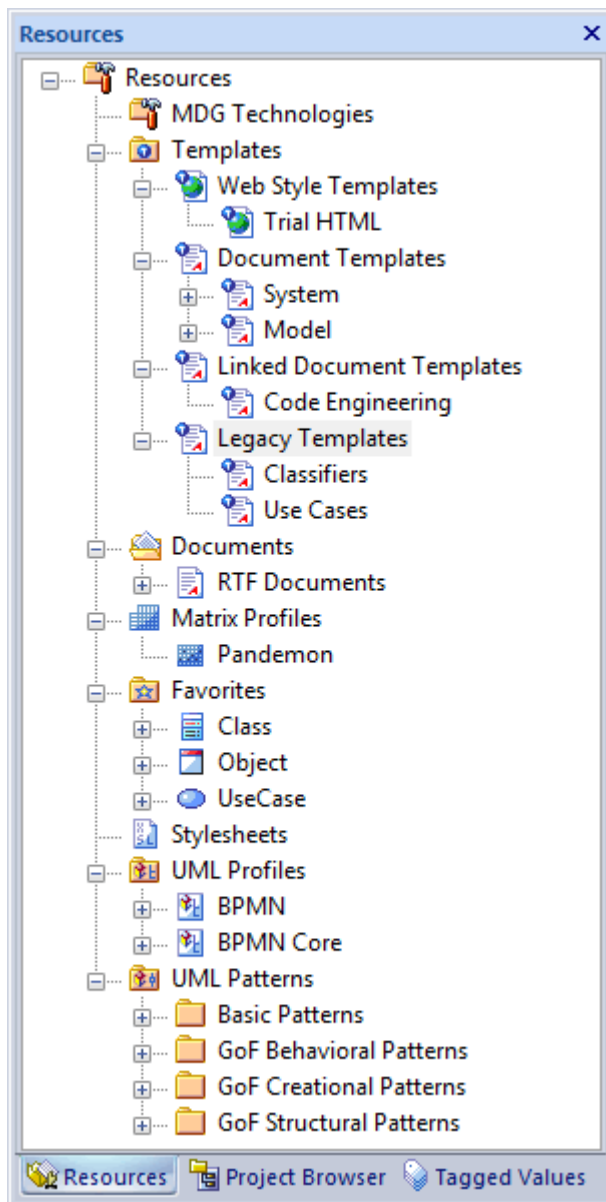 Resources
Resources
MDG Technologies
Templates
Web Style Templates
Trial HTML
Document Templates
System
Model
Linked Document Templates
Code Engineering
Legacy Templates
Classifiers
Use Cases
Documents
RTF Documents
Matrix Profiles
Pandemon
Favorites
Class
Object
UseCase
Stylesheets
UML Profiles
BPMN
BPMN Core
UML Patterns
Basic Patterns
GoF Behavioral Patterns
GoF Creational Patterns
GoF Structural Patterns
Resources Project Browser Tagged Values